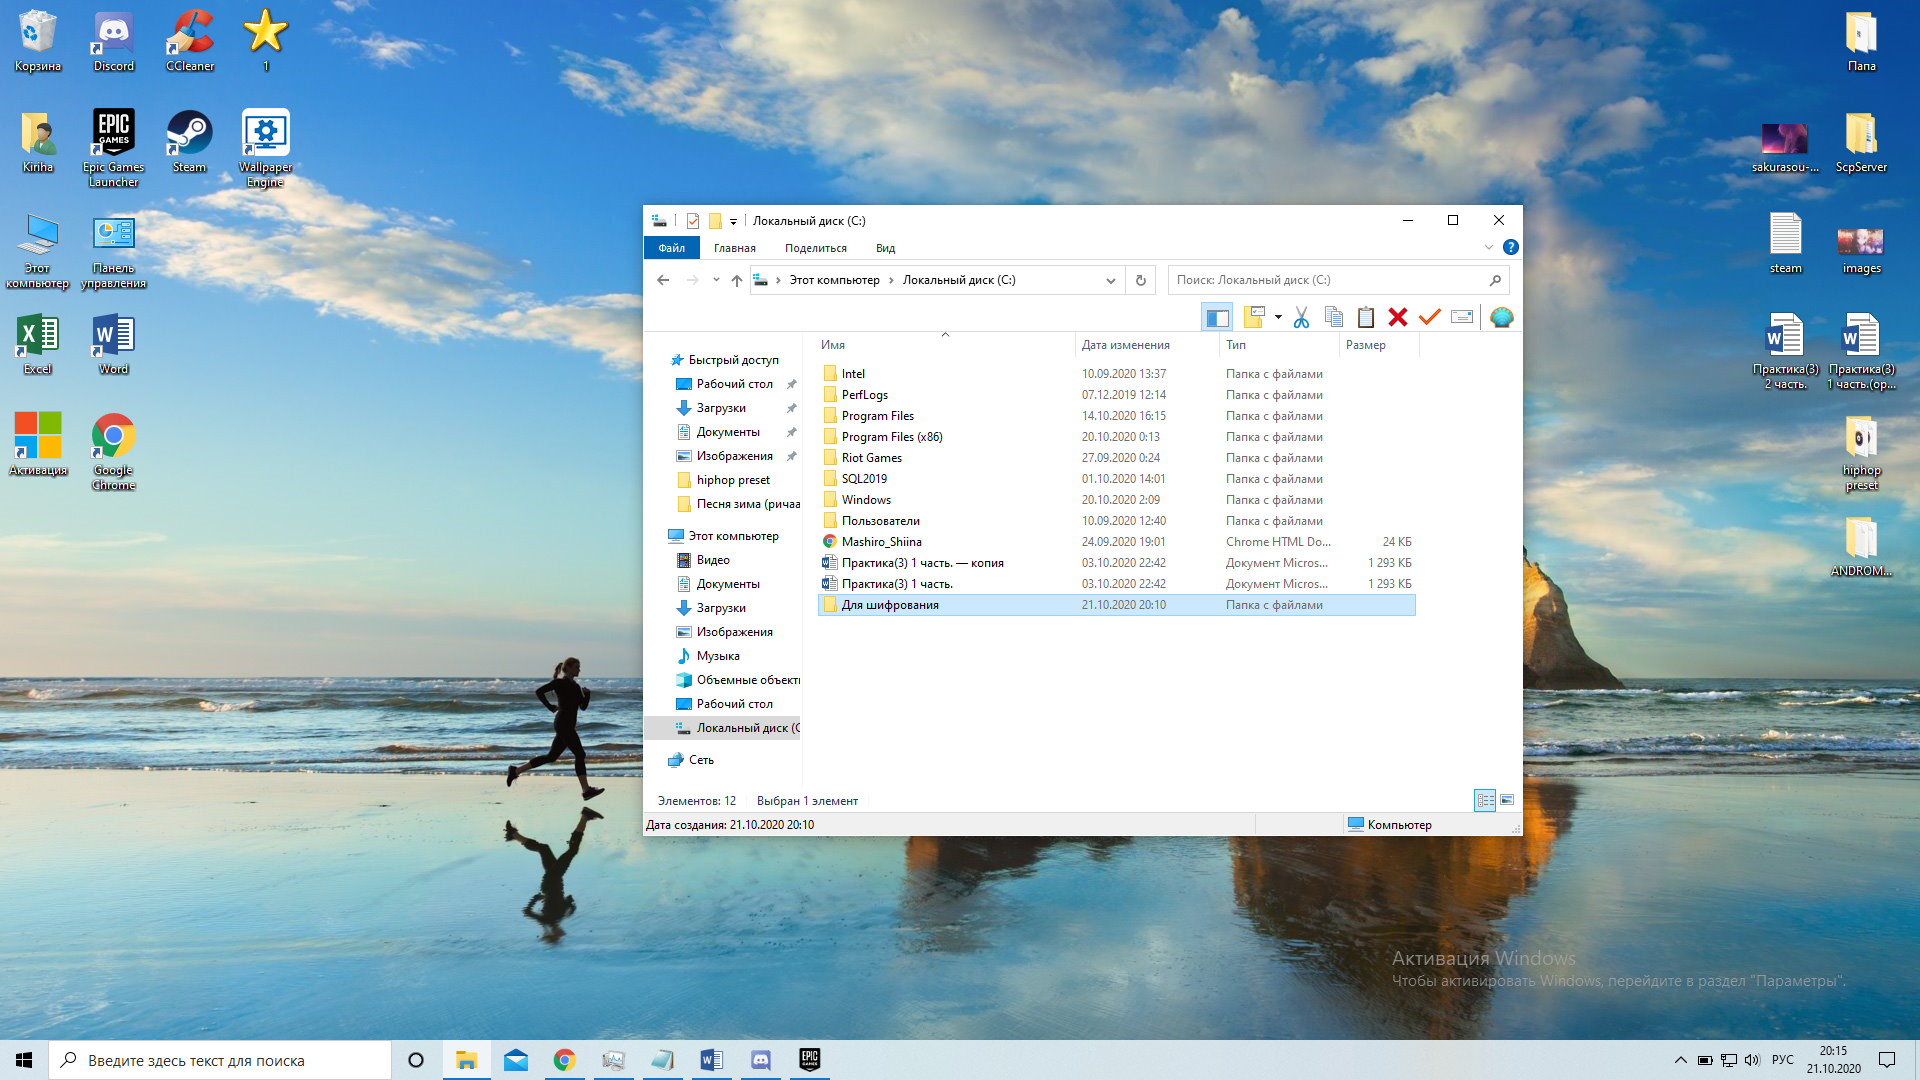 Корзина
Discord
CCleaner
1
Kiriha
EPIC
GAMES
Epic Games
Launcher
Steam
Wallpaper
Engine
Этот
компьютер
Панель
управления
Excel
Word
Активация
Google
Chrome
Папа
sakurasou-...
ScpServer
steam
images
Практика(3)
2 часть.
Практика(3)
1 часть.(ор...
hiphop
preset
ANDROM...
Локальный диск (C:)
Файл
Главная
Поделиться
Вид
Этот компьютер
Локальный диск (C:)
Поиск: Локальный диск (C:)
Имя
Дата изменения
Тип
Размер
Быстрый доступ
Рабочий стол
Загрузки
Документы
Изображения
hiphop preset
Песня зима (ричаа
Этот компьютер
Видео
Документы
Загрузки
Изображения
Музыка
Объемные объекты
Рабочий стол
Локальный диск (C
Сеть
Intel 10.09.2020 13:37 Папка с файлами
PerfLogs 07.12.2019 12:14 Папка с файлами
Program Files 14.10.2020 16:15 Папка с файлами
Program Files (x86) 20.10.2020 0:13 Папка с файлами
Riot Games 27.09.2020 0:24 Папка с файлами
SQL2019 01.10.2020 14:01 Папка с файлами
Windows 20.10.2020 2:09 Папка с файлами
Пользователи 10.09.2020 12:40 Папка с файлами
Mashiro_Shiina 24.09.2020 19:01 Chrome HTML Do... 24 КБ
Практика(3) 1 часть. — копия 03.10.2020 22:42 Документ Micros... 1 293 КБ
Практика(3) 1 часть. 03.10.2020 22:42 Документ Micros... 1 293 КБ
Для шифрования 21.10.2020 20:10 Папка с файлами
Элементов: 12
Выбран 1 элемент
Дата создания: 21.10.2020 20:10
Компьютер
Активация Windows
Чтобы активировать Windows, перейдите в раздел "Параметры".
Введите здесь текст для поиска
EPIC
GAMES
РУС
20:15
21.10.2020